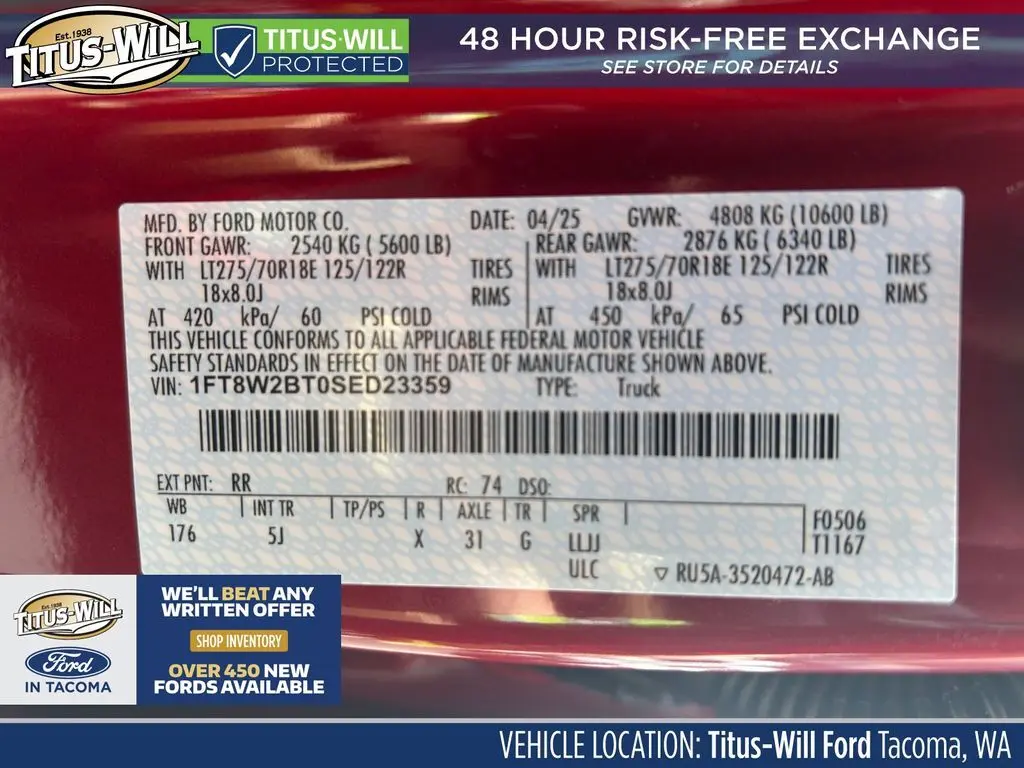 Est. 1938
TITUS-WILL
TITUS-WILL
PROTECTED
48 HOUR RISK-FREE EXCHANGE
SEE STORE FOR DETAILS
MFD. BY FORD MOTOR CO. DATE: 04/25 GVWR: 4808 KG (10600 LB)
FRONT GAWR: 2540 KG ( 5600 LB) REAR GAWR: 2876 KG ( 6340 LB)
WITH LT275/70R18E 125/122R TIRES WITH LT275/70R18E 125/122R TIRES
18x8.0J RIMS 18x8.0J RIMS
AT 420 kPa/ 60 PSI COLD AT 450 kPa/ 65 PSI COLD
THIS VEHICLE CONFORMS TO ALL APPLICABLE FEDERAL MOTOR VEHICLE
SAFETY STANDARDS IN EFFECT ON THE DATE OF MANUFACTURE SHOWN ABOVE.
VIN: 1FT8W2BT0SED23359 TYPE: Truck
EXT PNT: RR RC: 74 DSO:
WB INT TR TP/PS R AXLE TR SPR F0506
176 5J X 31 G LLJJ T1167
ULC ▽ RU5A-3520472-AB
Est. 1938
TITUS-WILL
Ford
IN TACOMA
WE'LL BEAT ANY
WRITTEN OFFER
SHOP INVENTORY
OVER 450 NEW
FORDS AVAILABLE
VEHICLE LOCATION: Titus-Will Ford Tacoma, WA